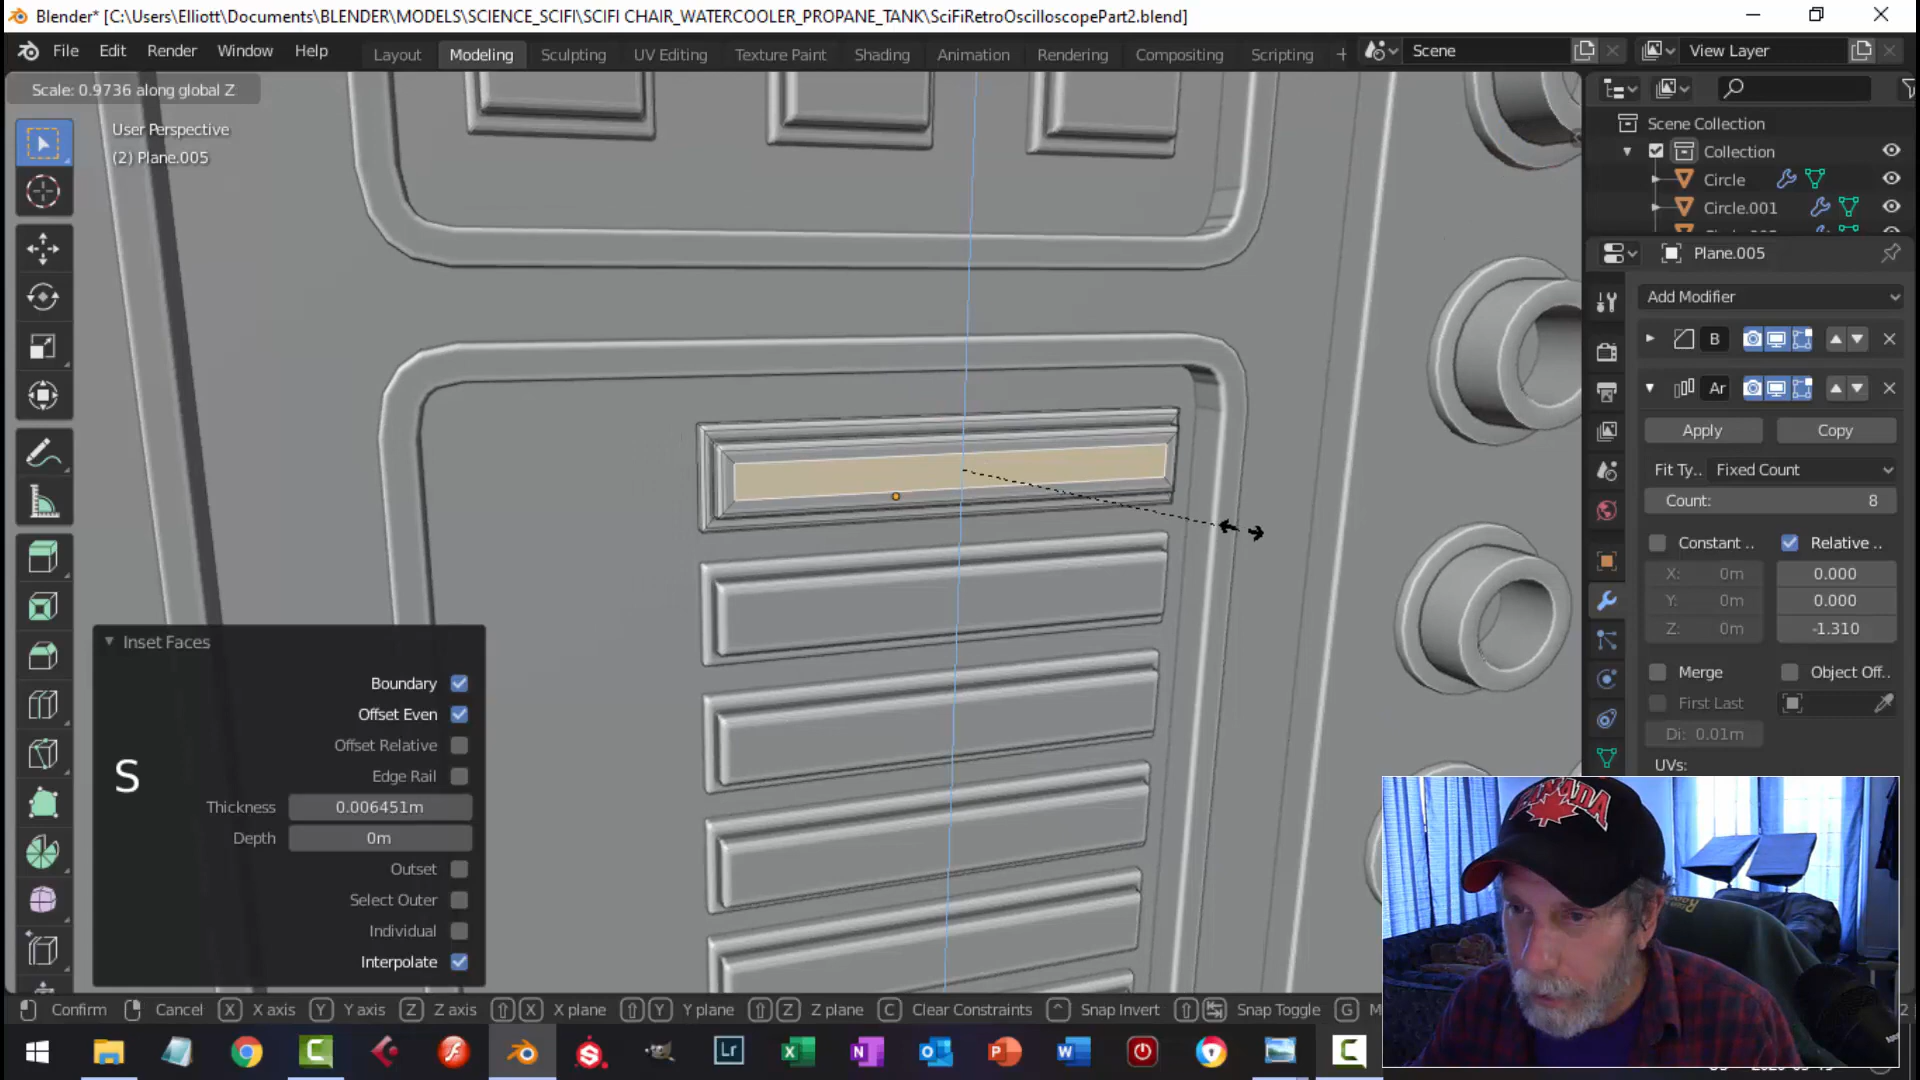 Blender* [C:\Users\Elliott\Documents\BLENDER\MODELS\SCIENCE_SCIFI\SCIFI CHAIR_WATERCOOLER_PROPANE_TANK\SciFiRetroOscilloscopePart2.blend]
File Edit Render Window Help Layout Modeling Sculpting UV Editing Texture Paint Shading Animation Rendering Compositing Scripting + Scene View Layer
Scale: 0.9736 along global Z
User Perspective
(2) Plane.005
Scene Collection
Collection
Circle
Circle.001
Plane.005
Add Modifier
B
Ar
Apply Copy
Fit Ty.. Fixed Count
Count: 8
Constant .. Relative ..
X: 0m 0.000
Y: 0m 0.000
Z: 0m -1.310
Merge Object Off..
First Last
Di: 0.01m
UVs:
Inset Faces
Boundary
Offset Even
Offset Relative
Edge Rail
S
Thickness 0.006451m
Depth 0m
Outset
Select Outer
Individual
Interpolate
CANADA
Confirm Cancel X X axis Y Y axis Z Z axis X X plane Y Y plane Z Z plane C Clear Constraints ^ Snap Invert Snap Toggle G
Lr